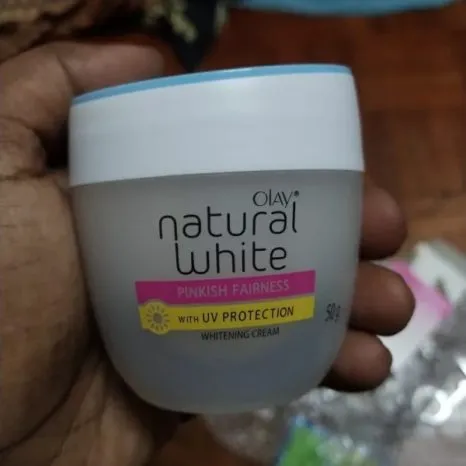 OLAY®
natural
white
PINKISH FAIRNESS
WITH UV PROTECTION
WHITENING CREAM
50g